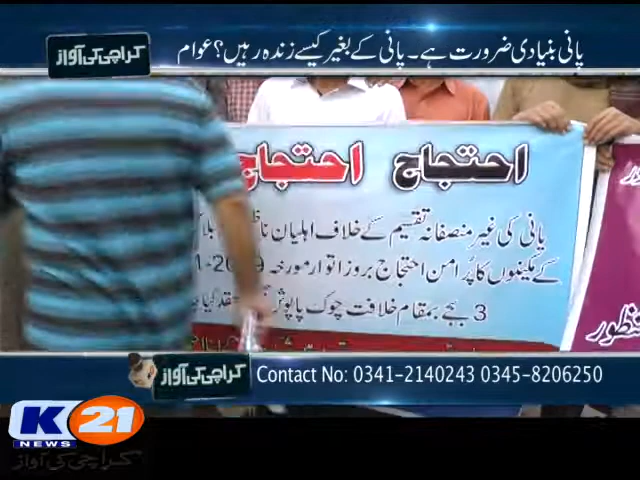 پانی بنیادی ضرورت ہے۔ پانی کے بغیر کیسے زندہ رہیں؟ عوام
کراچی کی آواز
احتجاج احتجاج
پانی کی غیر منصفانہ تقسیم کے خلاف اہلیان
کے مکینوں کا پُر امن احتجاج بروز اتوار مورخہ
3 بجے بمقام خلافت چوک پاپوش
منظور
کراچی کی آواز
Contact No: 0341-2140243 0345-8206250
K21
NEWS
کراچی کی آواز